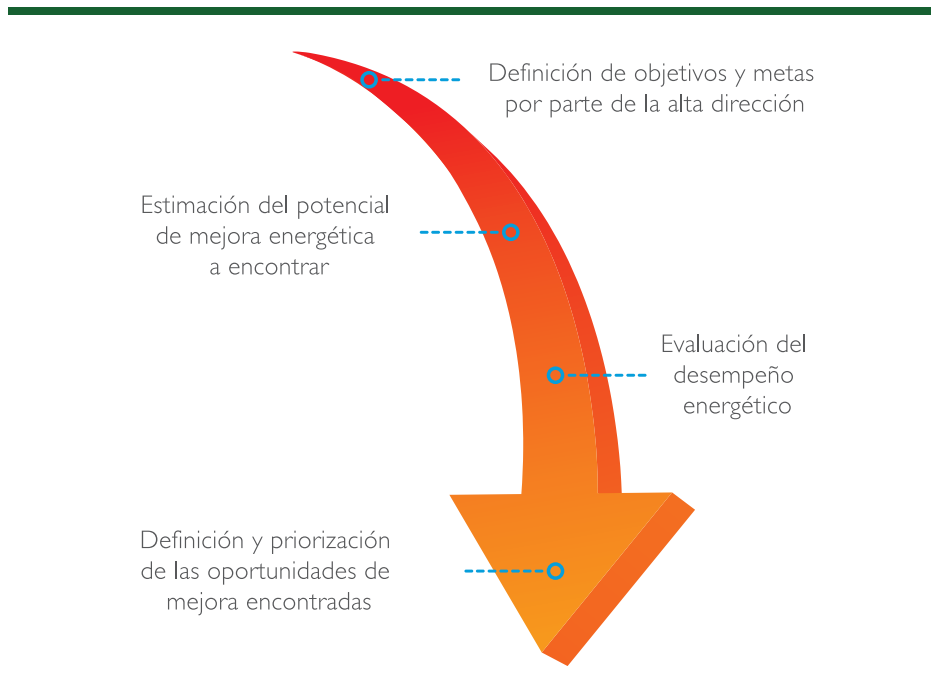 Definición de objetivos y metas
por parte de la alta dirección
Estimación del potencial
de mejora energética
a encontrar
Evaluación del
desempeño
energético
Definición y priorización
de las oportunidades de
mejora encontradas